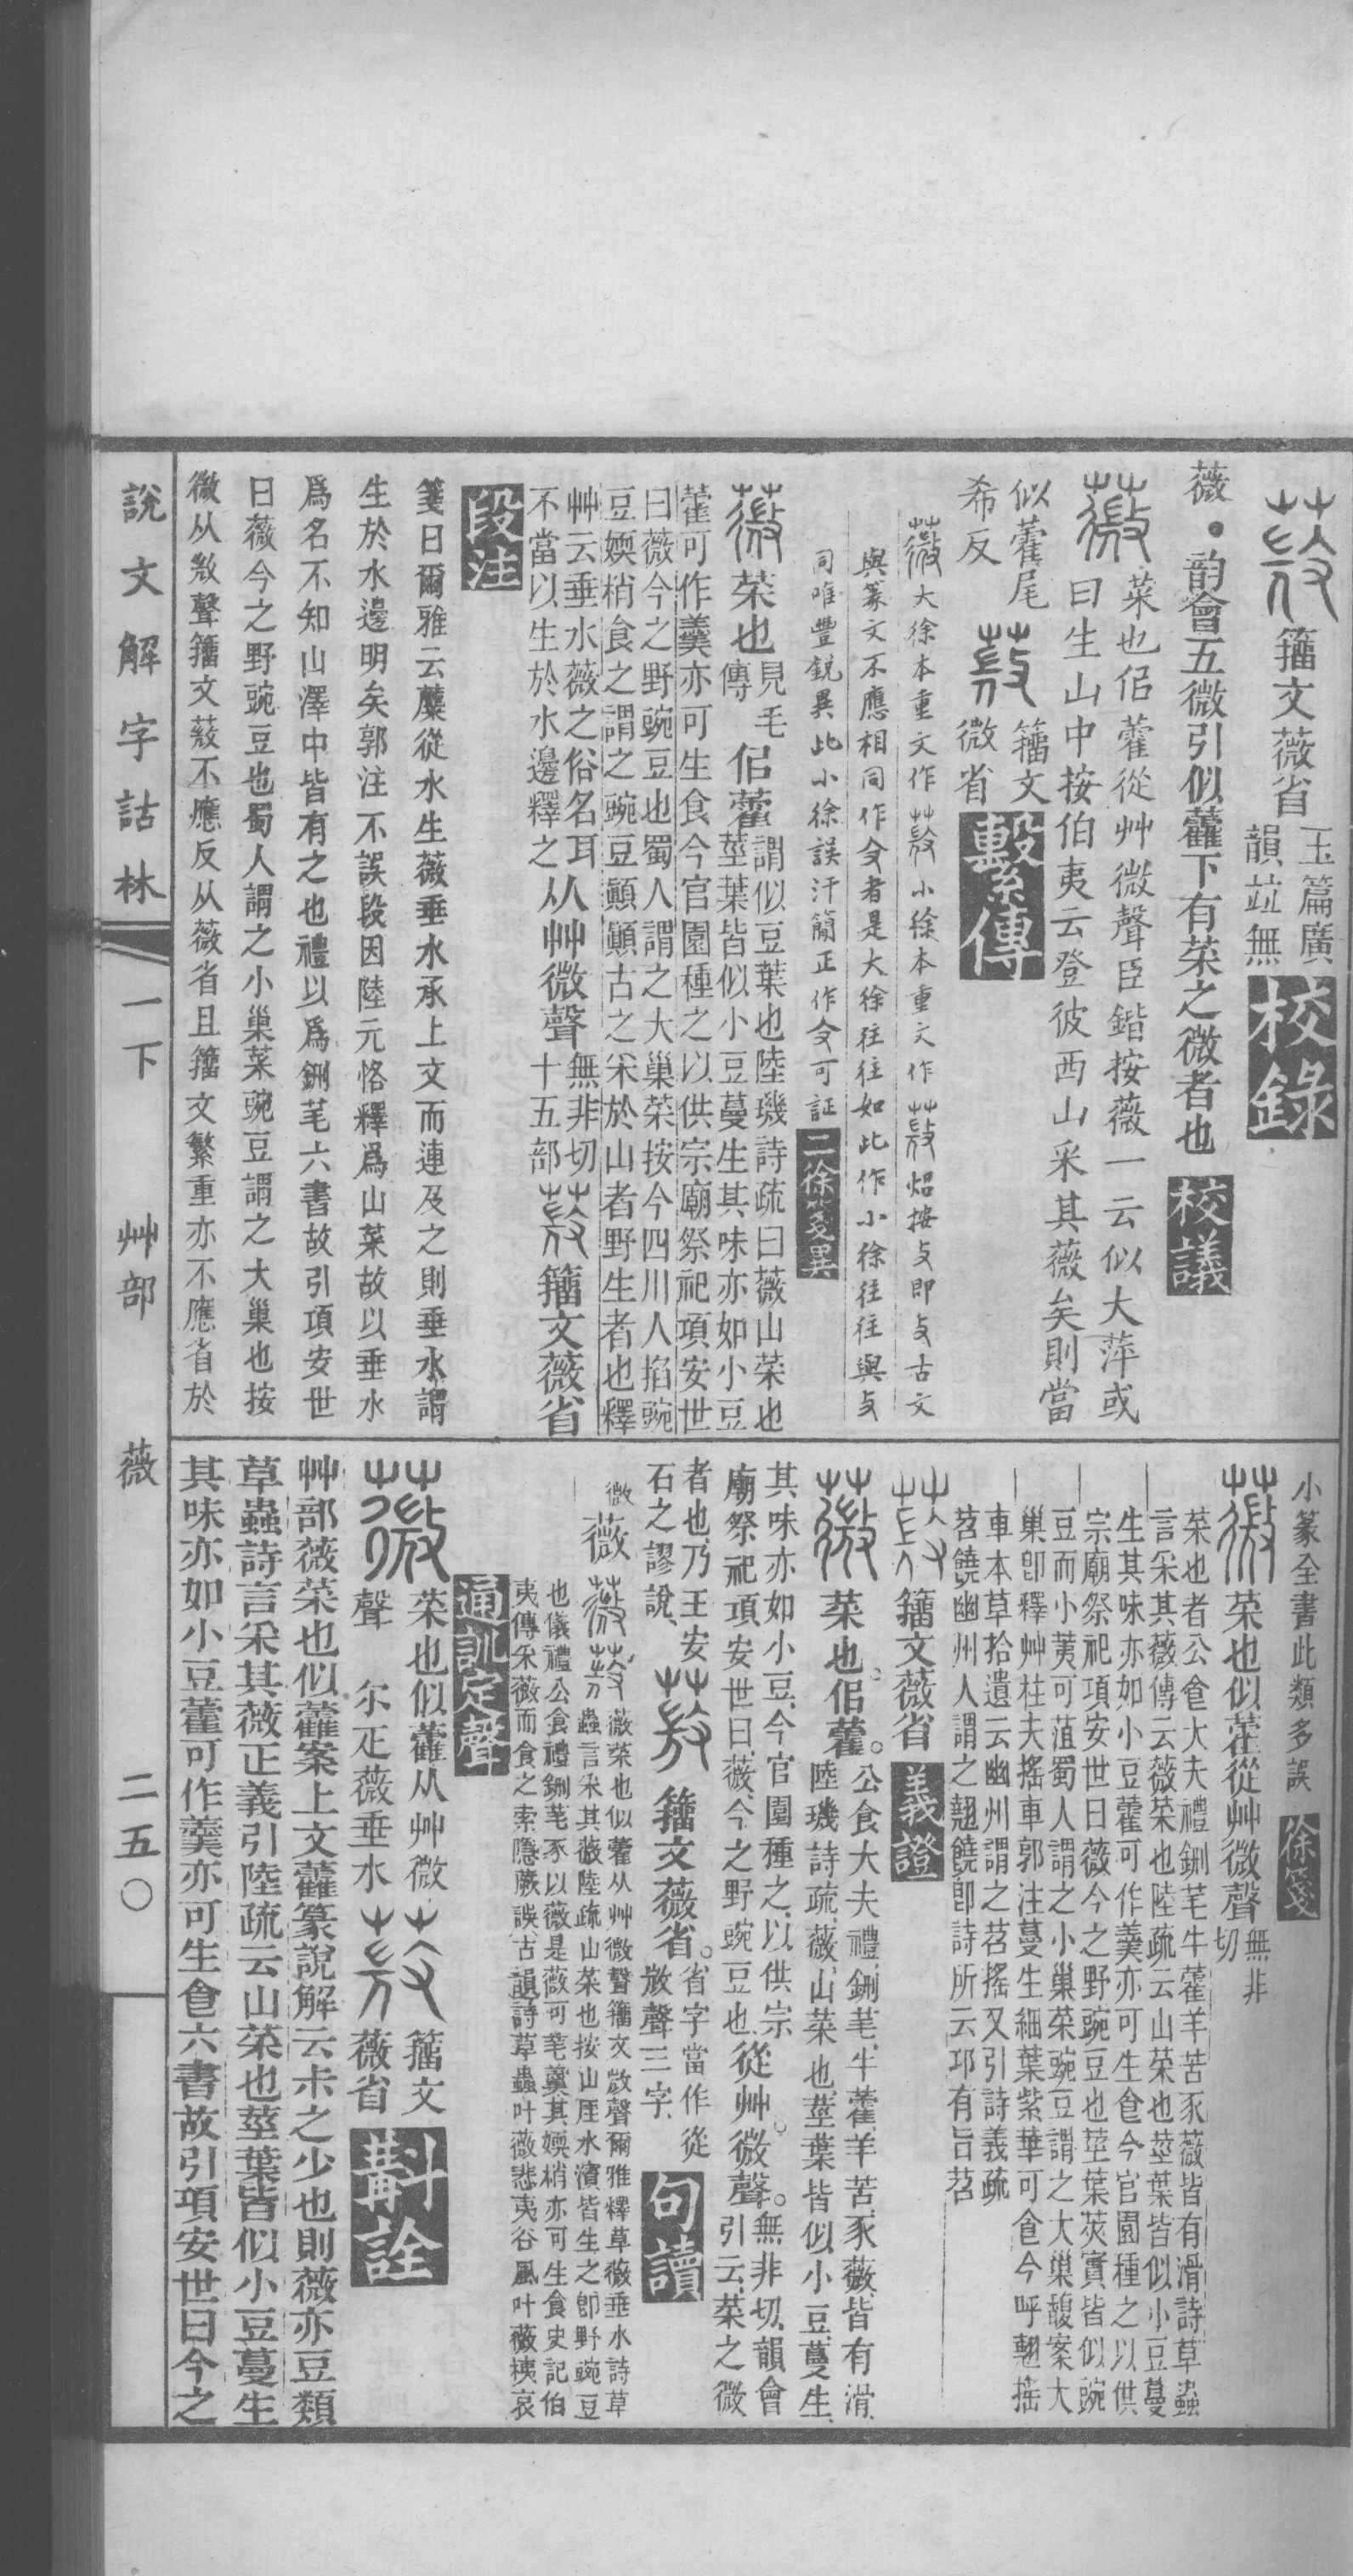 籒文薇省
玉篇廣
韻竝無
校錄
薇●韵會五微引似藿下有菜之微者也
校議
菜也佀藿從艸微聲臣鍇按薇一云似大萍或
曰生山中按伯夷云登彼西山采其薇矣則當
似藿尾
希反
籒文
微省
繫傳
大徐本重文作
小徐本重文作
炤按𠬝即𠬝古文
與篆文不應相同作
者是大徐往往如此作小徐往往與
同唯豐銳異此小徐誤汗簡正作
可証
二徐箋異
菜也
見毛
傳
佀藿
謂似豆葉也陸璣詩疏曰薇山菜也
莖葉皆似小豆蔓生其味亦如小豆
藿可作羹亦可生食今官園種之以供宗廟祭祀項安世
曰薇今之野豌豆也蜀人謂之大巢菜按今四川人掐豌
豆媆梢食之謂之豌豆顚顚古之采於山者野生者也釋
艸云垂水薇之俗名耳
不當以生於水邊釋之
从艸微聲
無非切
十五部
籒文薇省
段注
箋曰爾雅云蘪從水生薇垂水承上文而連及之則垂水謂
生於水邊明矣郭注不誤段因陸元恪釋爲山菜故以垂水
爲名不知山澤中皆有之也禮以爲鉶芼六書故引項安世
曰薇今之野豌豆也蜀人謂之小巢菜豌豆謂之大巢也按
微从𢼸聲籒文
不應反从薇省且籒文繁重亦不應省於
小篆全書此類多誤
徐箋
菜也似藿從艸微聲
無非
切
菜也者公食大夫禮鉶芼牛藿羊苦豕薇皆有滑詩草蟲
言采其薇傳云薇菜也陸疏云山菜也莖葉皆似小豆蔓
生其味亦如小豆藿可作羹亦可生食今官園種之以供
宗廟祭祀項安世曰薇今之野豌豆也莖葉莢實皆似豌
豆而小荑可菹蜀人謂之小巢菜豌豆謂之大巢馥案大
巢卽釋艸柱夫搖車郭注蔓生細葉紫華可食今呼翹搖
車本草拾遺云幽州謂之苕搖又引詩義疏
苕饒幽州人謂之翹饒卽詩所云邛有旨苕
籒文薇省
義證
菜也。佀藿。
公食大夫禮、鉶芼、牛藿、羊苦、豕薇、皆有滑、
陸璣詩疏、薇、山菜也、莖葉皆似小豆、蔓生、
其味亦如小豆、今官園種之、以供宗
廟祭祀、項安世曰、薇、今之野豌豆也、
從艸。微聲。
無非切、韻會
引云、菜之微
者也、乃王安
石之謬說、
籒文薇省。
省字當作從
𢼸聲三字、
句讀
微
薇
薇菜也似藿从艸微聲籒文𢼸聲爾雅釋草薇垂水詩草
蟲言采其薇陸疏山菜也按山厓水濱皆生之卽野豌豆
也儀禮公食禮鉶芼豕以薇是薇可芼羹其媆梢亦可生食史記伯
夷傳采薇而食之索隱蕨誤、古韻詩草蟲叶薇悲夷谷風叶薇桋哀
通訓定聲
菜也似藿从艸微
聲
尔疋薇垂水
籒文
薇省
斠詮
艸部薇菜也似藿案上文藿篆說解云尗之少也則薇亦豆類
草蟲詩言采其薇正義引陸疏云山菜也莖葉皆似小豆蔓生
其味亦如小豆藿可作羹亦可生食六書故引項安世曰今之
說文解字詁林
一下
艸部
薇
二五〇